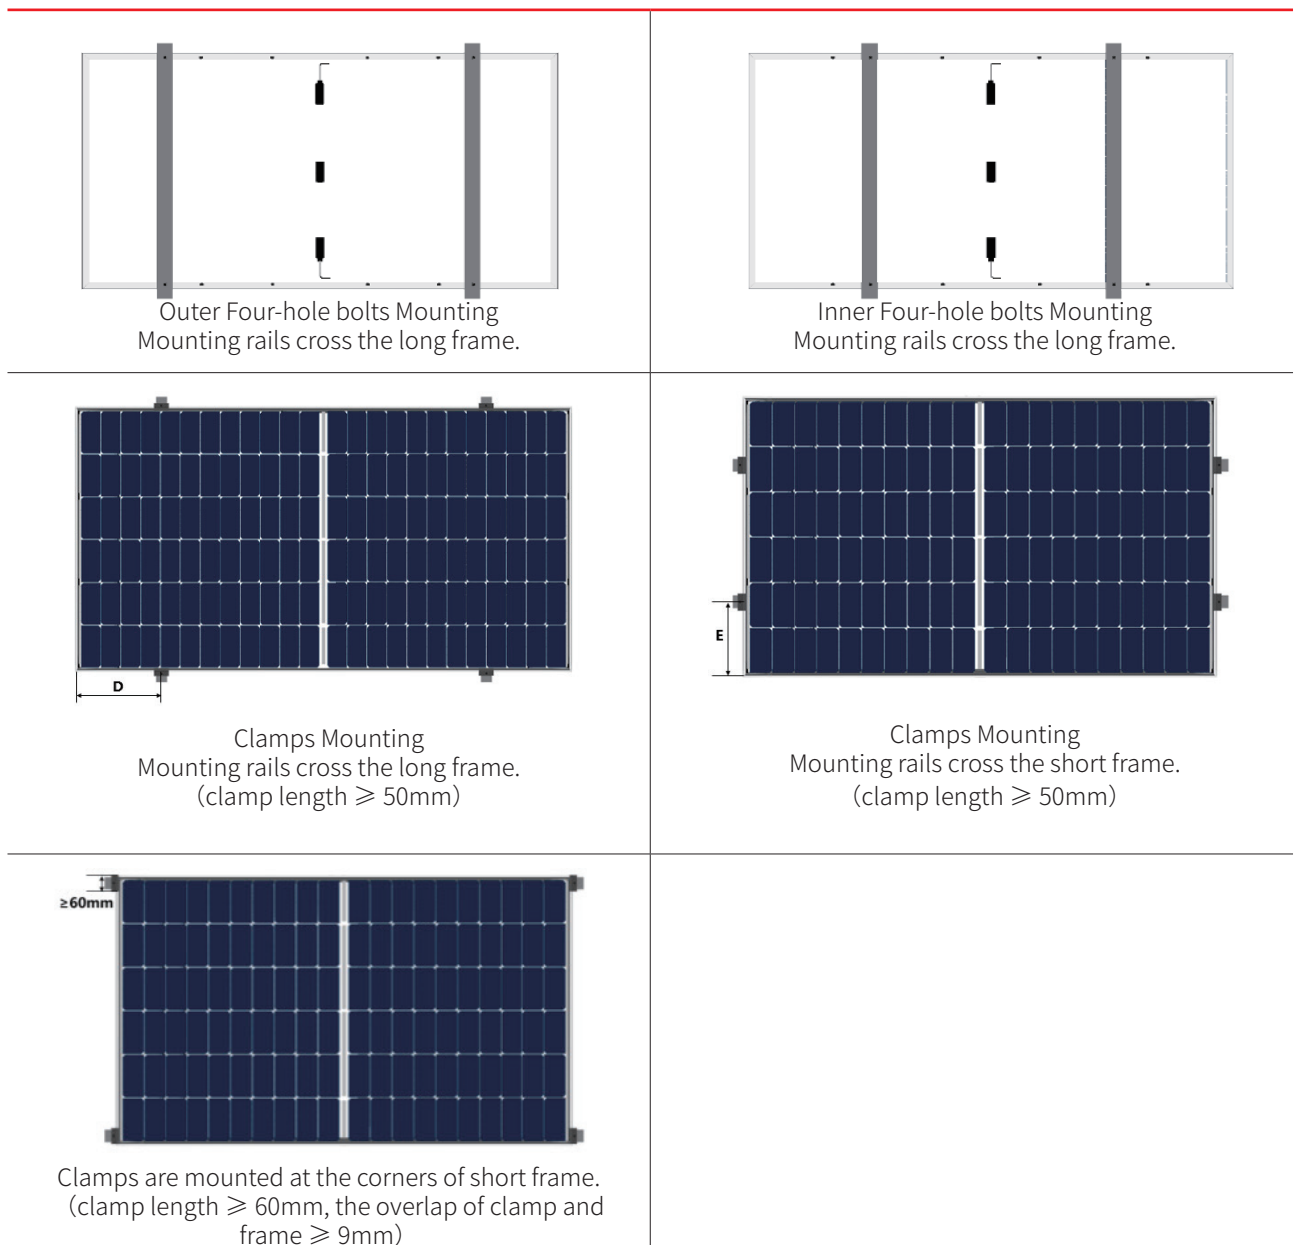 Outer Four-hole bolts Mounting
Mounting rails cross the long frame.
Inner Four-hole bolts Mounting
Mounting rails cross the long frame.
D
Clamps Mounting
Mounting rails cross the long frame.
（clamp length ≥ 50mm）
E
Clamps Mounting
Mounting rails cross the short frame.
（clamp length ≥ 50mm）
≥60mm
Clamps are mounted at the corners of short frame.
（clamp length ≥ 60mm, the overlap of clamp and
frame ≥ 9mm）